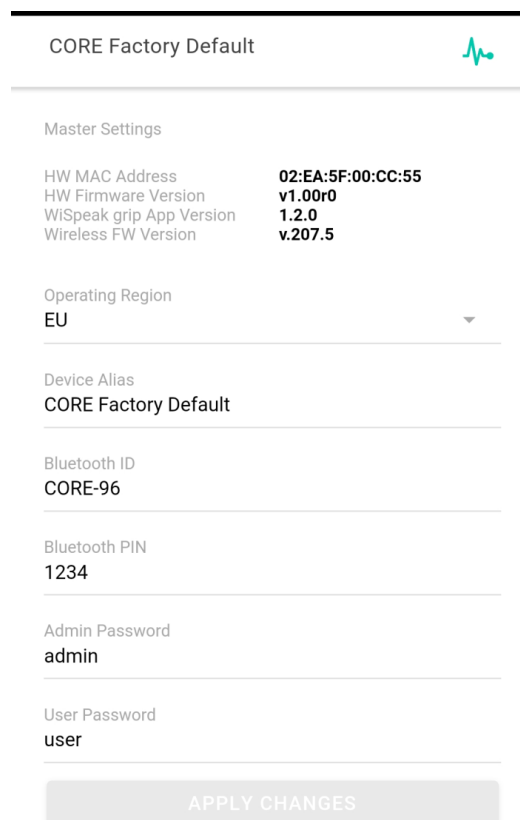 CORE Factory Default
Master Settings
HW MAC Address 02:EA:5F:00:CC:55
HW Firmware Version v1.00r0
WiSpeak grip App Version 1.2.0
Wireless FW Version v.207.5
Operating Region
EU
Device Alias
CORE Factory Default
Bluetooth ID
CORE-96
Bluetooth PIN
1234
Admin Password
admin
User Password
user
APPLY CHANGES